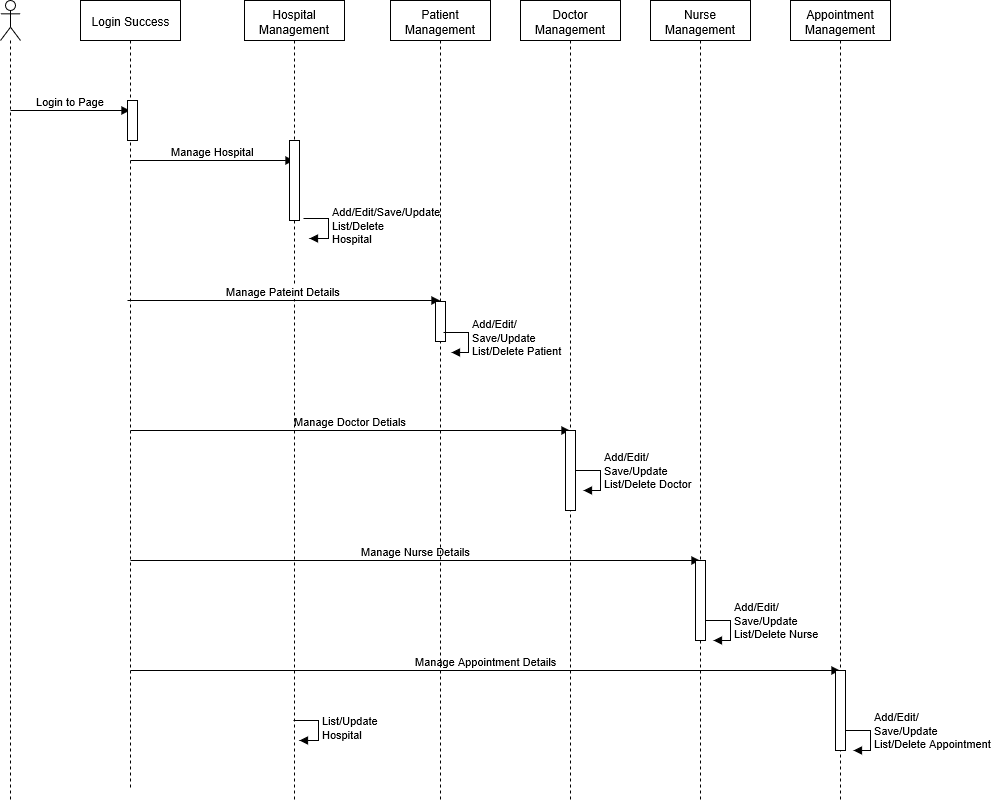 Login Success
Hospital
Management
Patient
Management
Doctor
Management
Nurse
Management
Appointment
Management
Login to Page
Manage Hospital
Add/Edit/Save/Update
List/Delete
Hospital
Manage Pateint Details
Add/Edit/
Save/Update
List/Delete Patient
Manage Doctor Detials
Add/Edit/
Save/Update
List/Delete Doctor
Manage Nurse Details
Add/Edit/
Save/Update
List/Delete Nurse
Manage Appointment Details
List/Update
Hospital
Add/Edit/
Save/Update
List/Delete Appointment